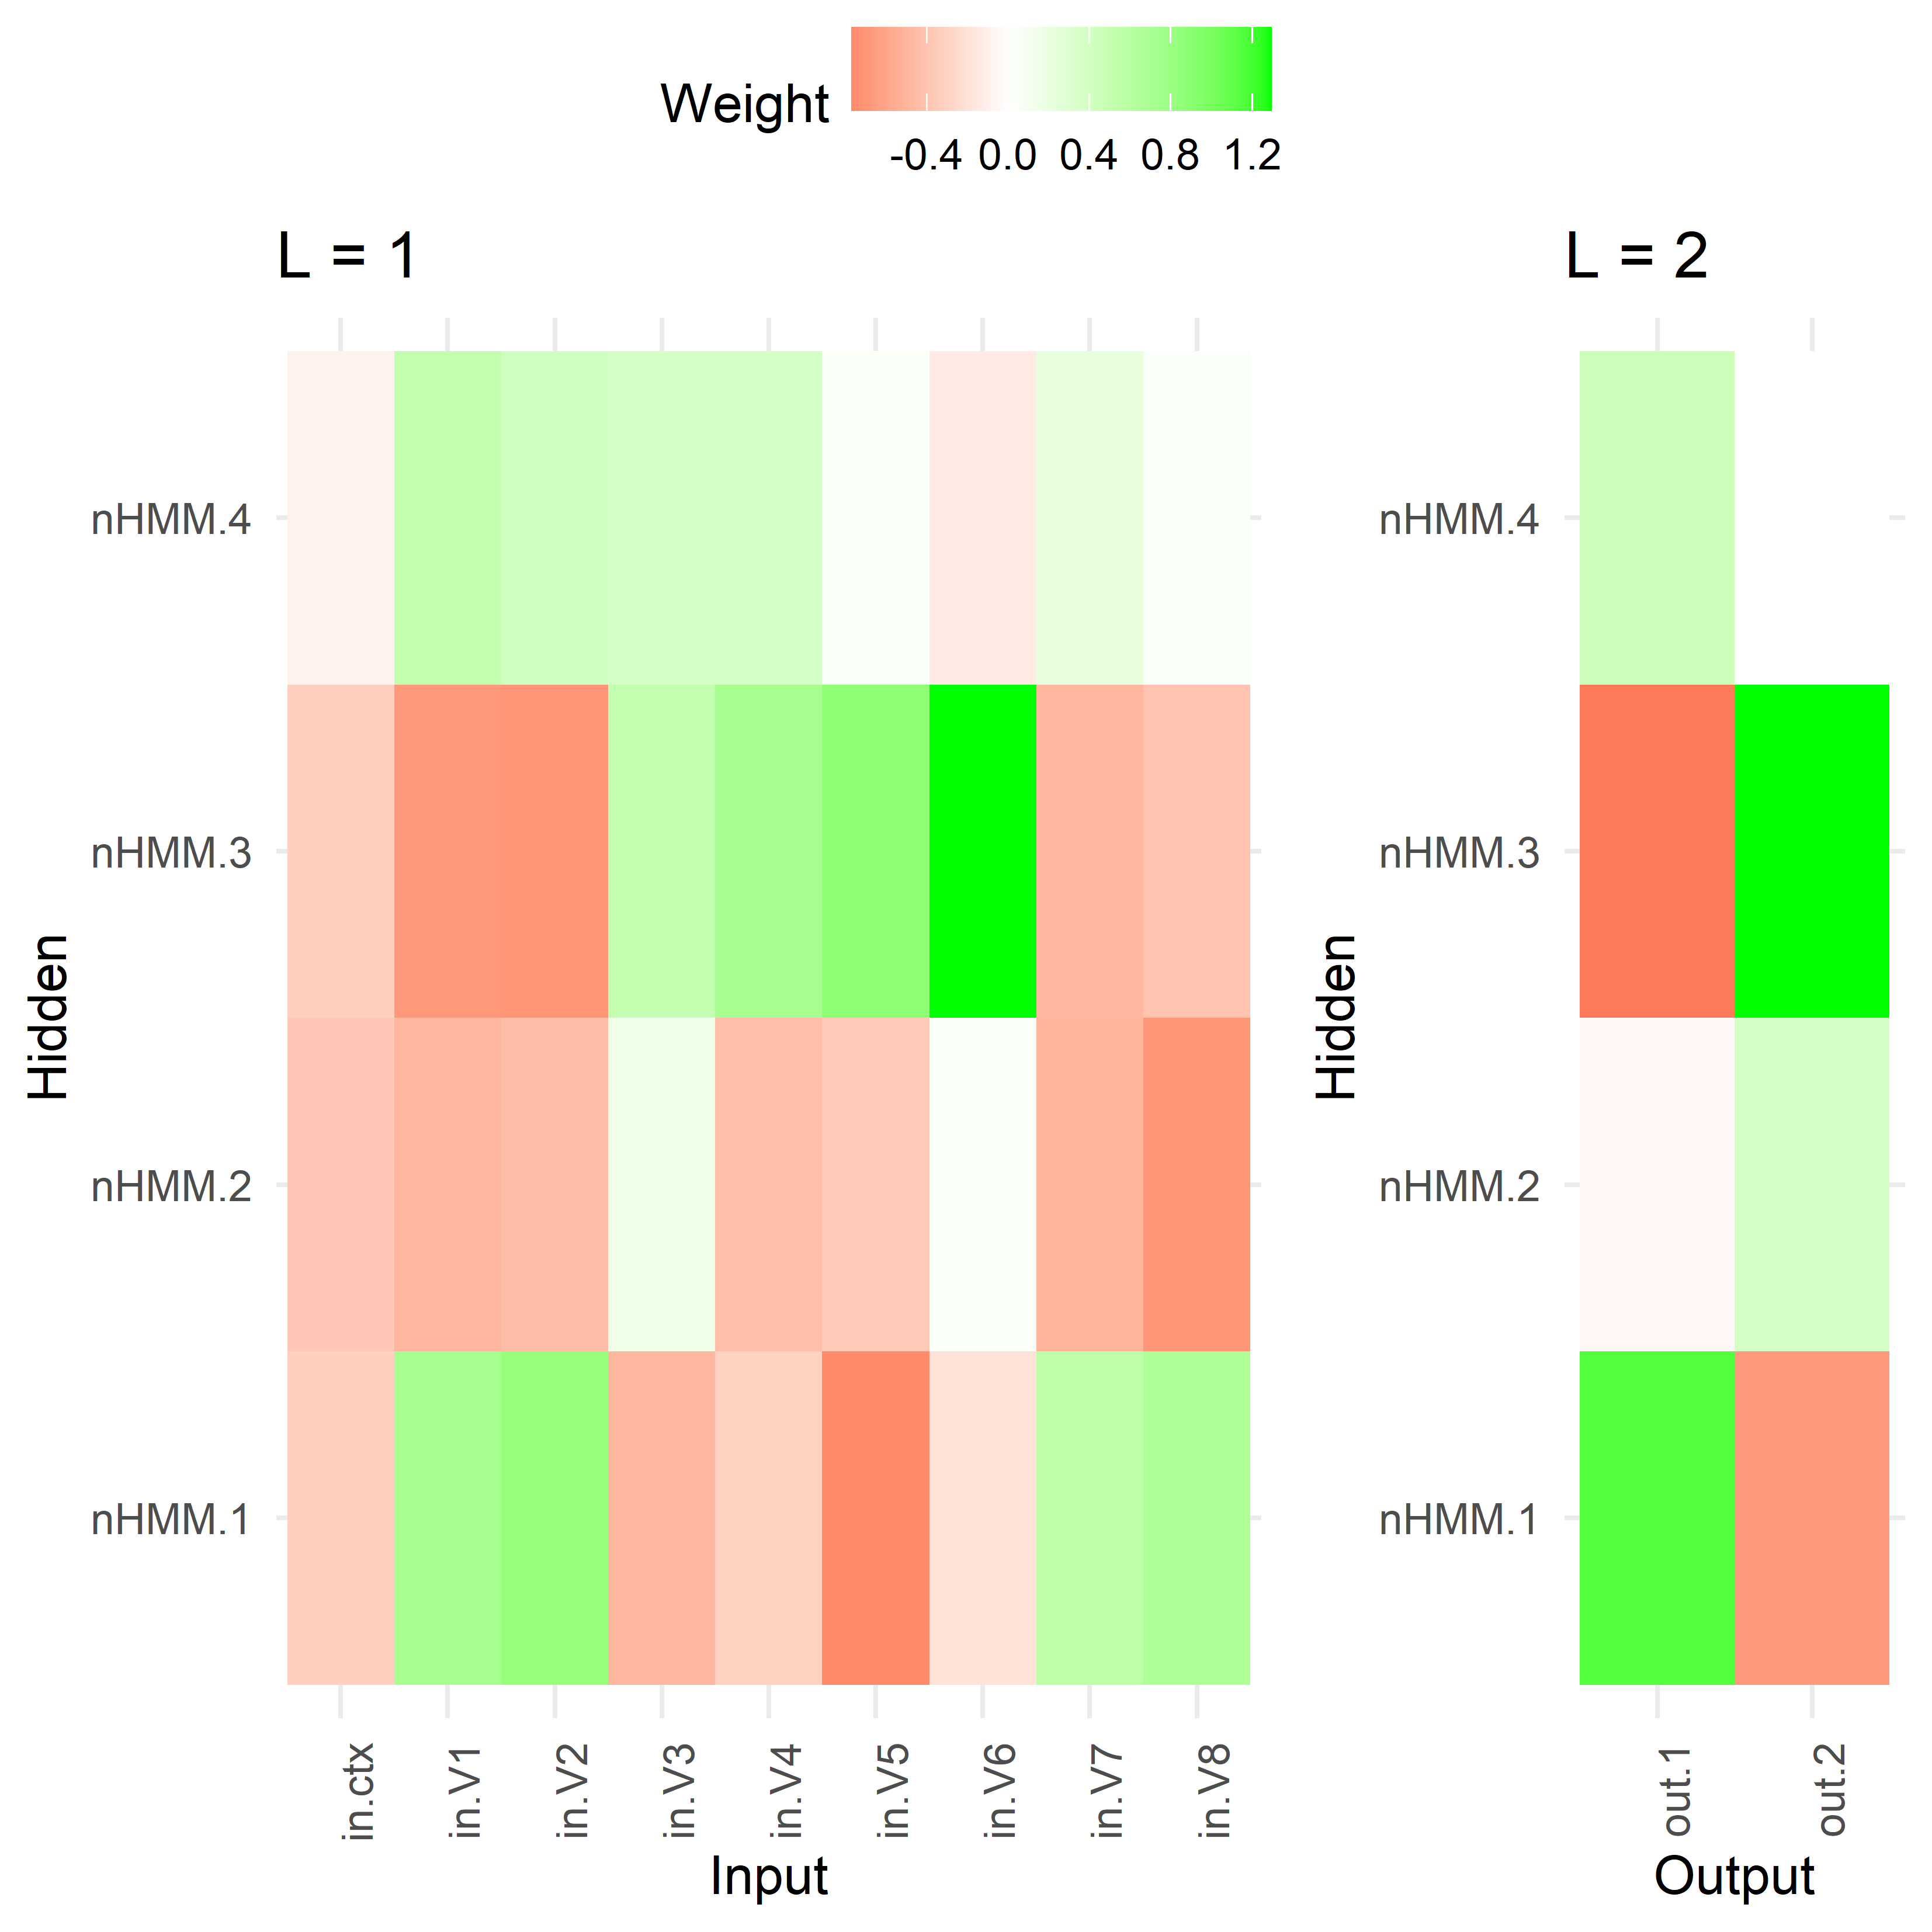 Weight
-0.4 0.0 0.4 0.8 1.2
L = 1
L = 2
Hidden
nHMM.4
nHMM.3
nHMM.2
nHMM.1
in.ctx in.V1 in.V2 in.V3 in.V4 in.V5 in.V6 in.V7 in.V8
Input
Hidden
nHMM.4
nHMM.3
nHMM.2
nHMM.1
out.1 out.2
Output